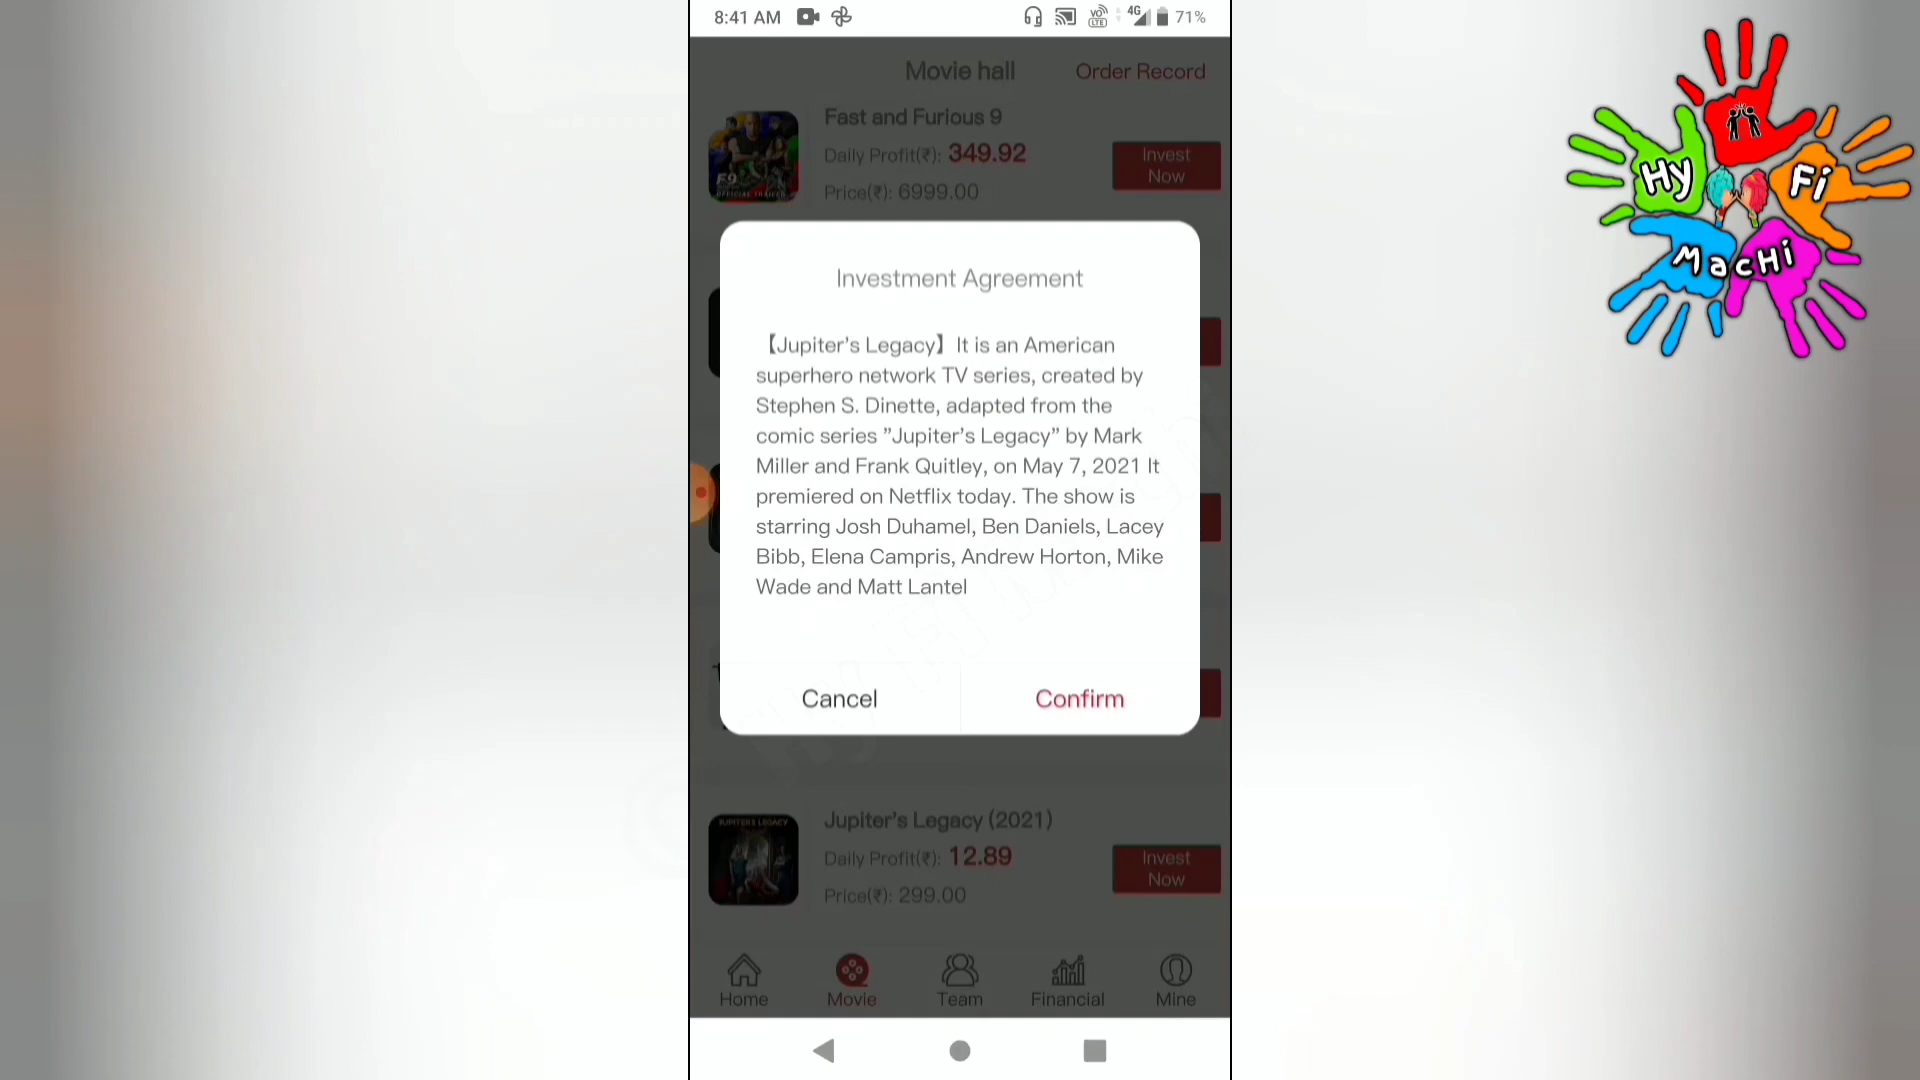 8:41 AM
VO
LTE
4G
71%
Movie hall
Order Record
Fast and Furious 9
Daily Profit(₹): 349.92
Price(₹): 6999.00
Invest
Now
Investment Agreement
【Jupiter's Legacy】It is an American
superhero network TV series, created by
Stephen S. Dinette, adapted from the
comic series "Jupiter's Legacy" by Mark
Miller and Frank Quitley, on May 7, 2021 It
premiered on Netflix today. The show is
starring Josh Duhamel, Ben Daniels, Lacey
Bibb, Elena Campris, Andrew Horton, Mike
Wade and Matt Lantel
Cancel
Confirm
JUPITER'S LEGACY
Jupiter's Legacy (2021)
Daily Profit(₹): 12.89
Price(₹): 299.00
Invest
Now
Home
Movie
Team
Financial
Mine
Hy
Fi
MacHi